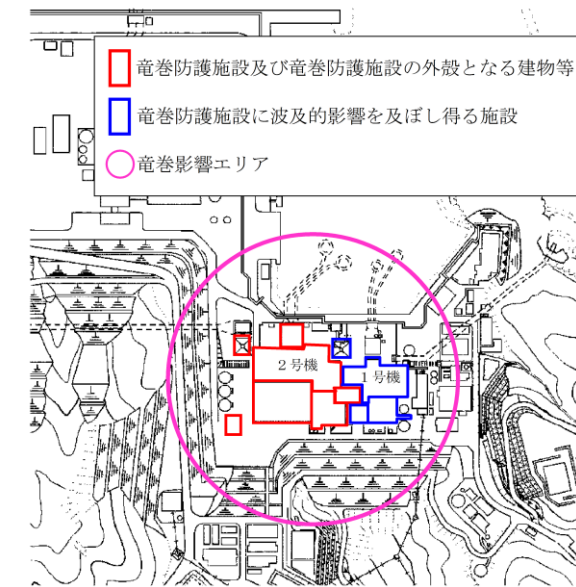 竜巻防護施設及び竜巻防護施設の外殻となる建物等
竜巻防護施設に波及的影響を及ぼし得る施設
竜巻影響エリア
2号機
1号機